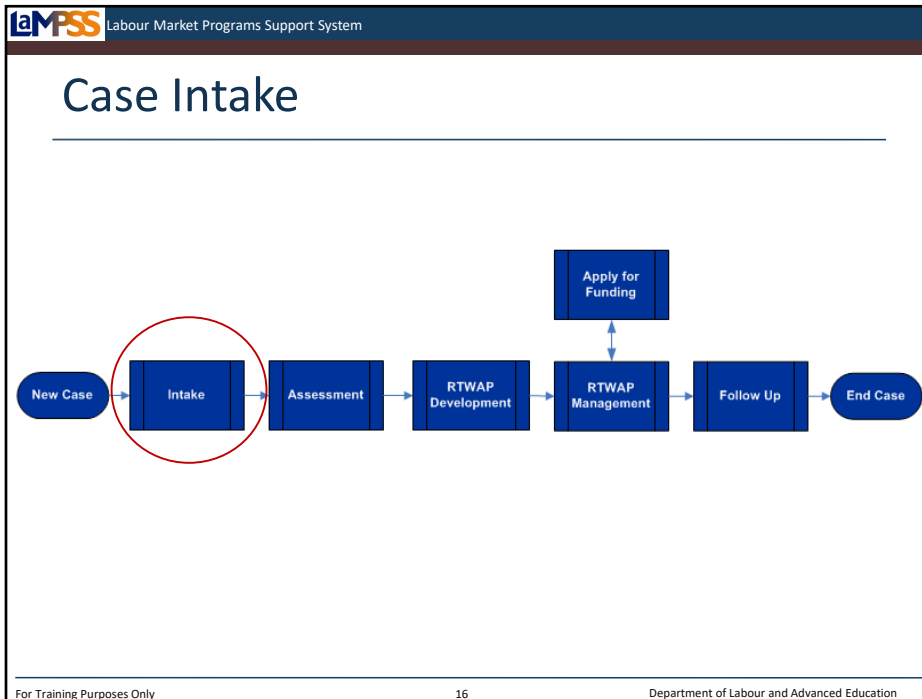 LaMPSS Labour Market Programs Support System
Case Intake
Apply for
Funding
New Case
Intake
Assessment
RTWAP
Development
RTWAP
Management
Follow Up
End Case
For Training Purposes Only
16
Department of Labour and Advanced Education